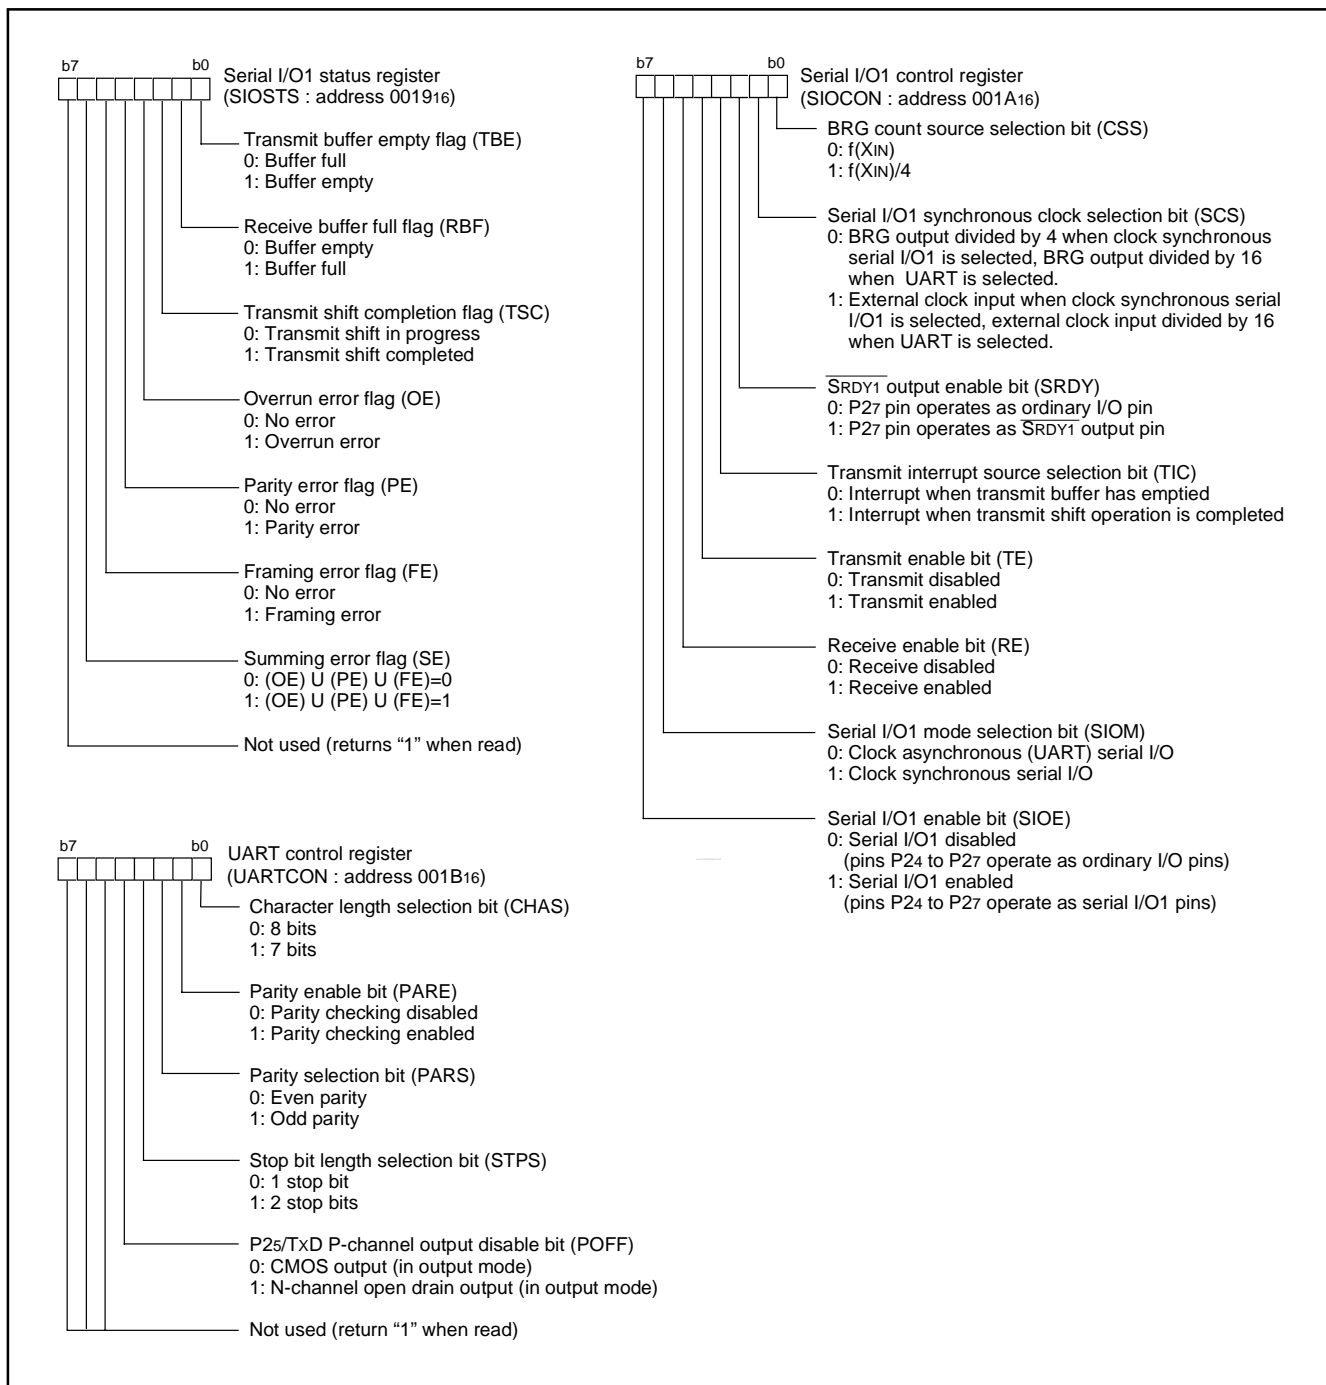 b7 b0
Serial I/O1 status register
(SIOSTS : address 001916)
Transmit buffer empty flag (TBE)
0: Buffer full
1: Buffer empty
Receive buffer full flag (RBF)
0: Buffer empty
1: Buffer full
Transmit shift completion flag (TSC)
0: Transmit shift in progress
1: Transmit shift completed
Overrun error flag (OE)
0: No error
1: Overrun error
Parity error flag (PE)
0: No error
1: Parity error
Framing error flag (FE)
0: No error
1: Framing error
Summing error flag (SE)
0: (OE) U (PE) U (FE)=0
1: (OE) U (PE) U (FE)=1
Not used (returns “1” when read)
b7 b0
UART control register
(UARTCON : address 001B16)
Character length selection bit (CHAS)
0: 8 bits
1: 7 bits
Parity enable bit (PARE)
0: Parity checking disabled
1: Parity checking enabled
Parity selection bit (PARS)
0: Even parity
1: Odd parity
Stop bit length selection bit (STPS)
0: 1 stop bit
1: 2 stop bits
P25/TXD P-channel output disable bit (POFF)
0: CMOS output (in output mode)
1: N-channel open drain output (in output mode)
Not used (return “1” when read)
b7 b0
Serial I/O1 control register
(SIOCON : address 001A16)
BRG count source selection bit (CSS)
0: f(XIN)
1: f(XIN)/4
Serial I/O1 synchronous clock selection bit (SCS)
0: BRG output divided by 4 when clock synchronous
serial I/O1 is selected, BRG output divided by 16
when UART is selected.
1: External clock input when clock synchronous serial
I/O1 is selected, external clock input divided by 16
when UART is selected.
SRDY1 output enable bit (SRDY)
0: P27 pin operates as ordinary I/O pin
1: P27 pin operates as SRDY1 output pin
Transmit interrupt source selection bit (TIC)
0: Interrupt when transmit buffer has emptied
1: Interrupt when transmit shift operation is completed
Transmit enable bit (TE)
0: Transmit disabled
1: Transmit enabled
Receive enable bit (RE)
0: Receive disabled
1: Receive enabled
Serial I/O1 mode selection bit (SIOM)
0: Clock asynchronous (UART) serial I/O
1: Clock synchronous serial I/O
Serial I/O1 enable bit (SIOE)
0: Serial I/O1 disabled
(pins P24 to P27 operate as ordinary I/O pins)
1: Serial I/O1 enabled
(pins P24 to P27 operate as serial I/O1 pins)